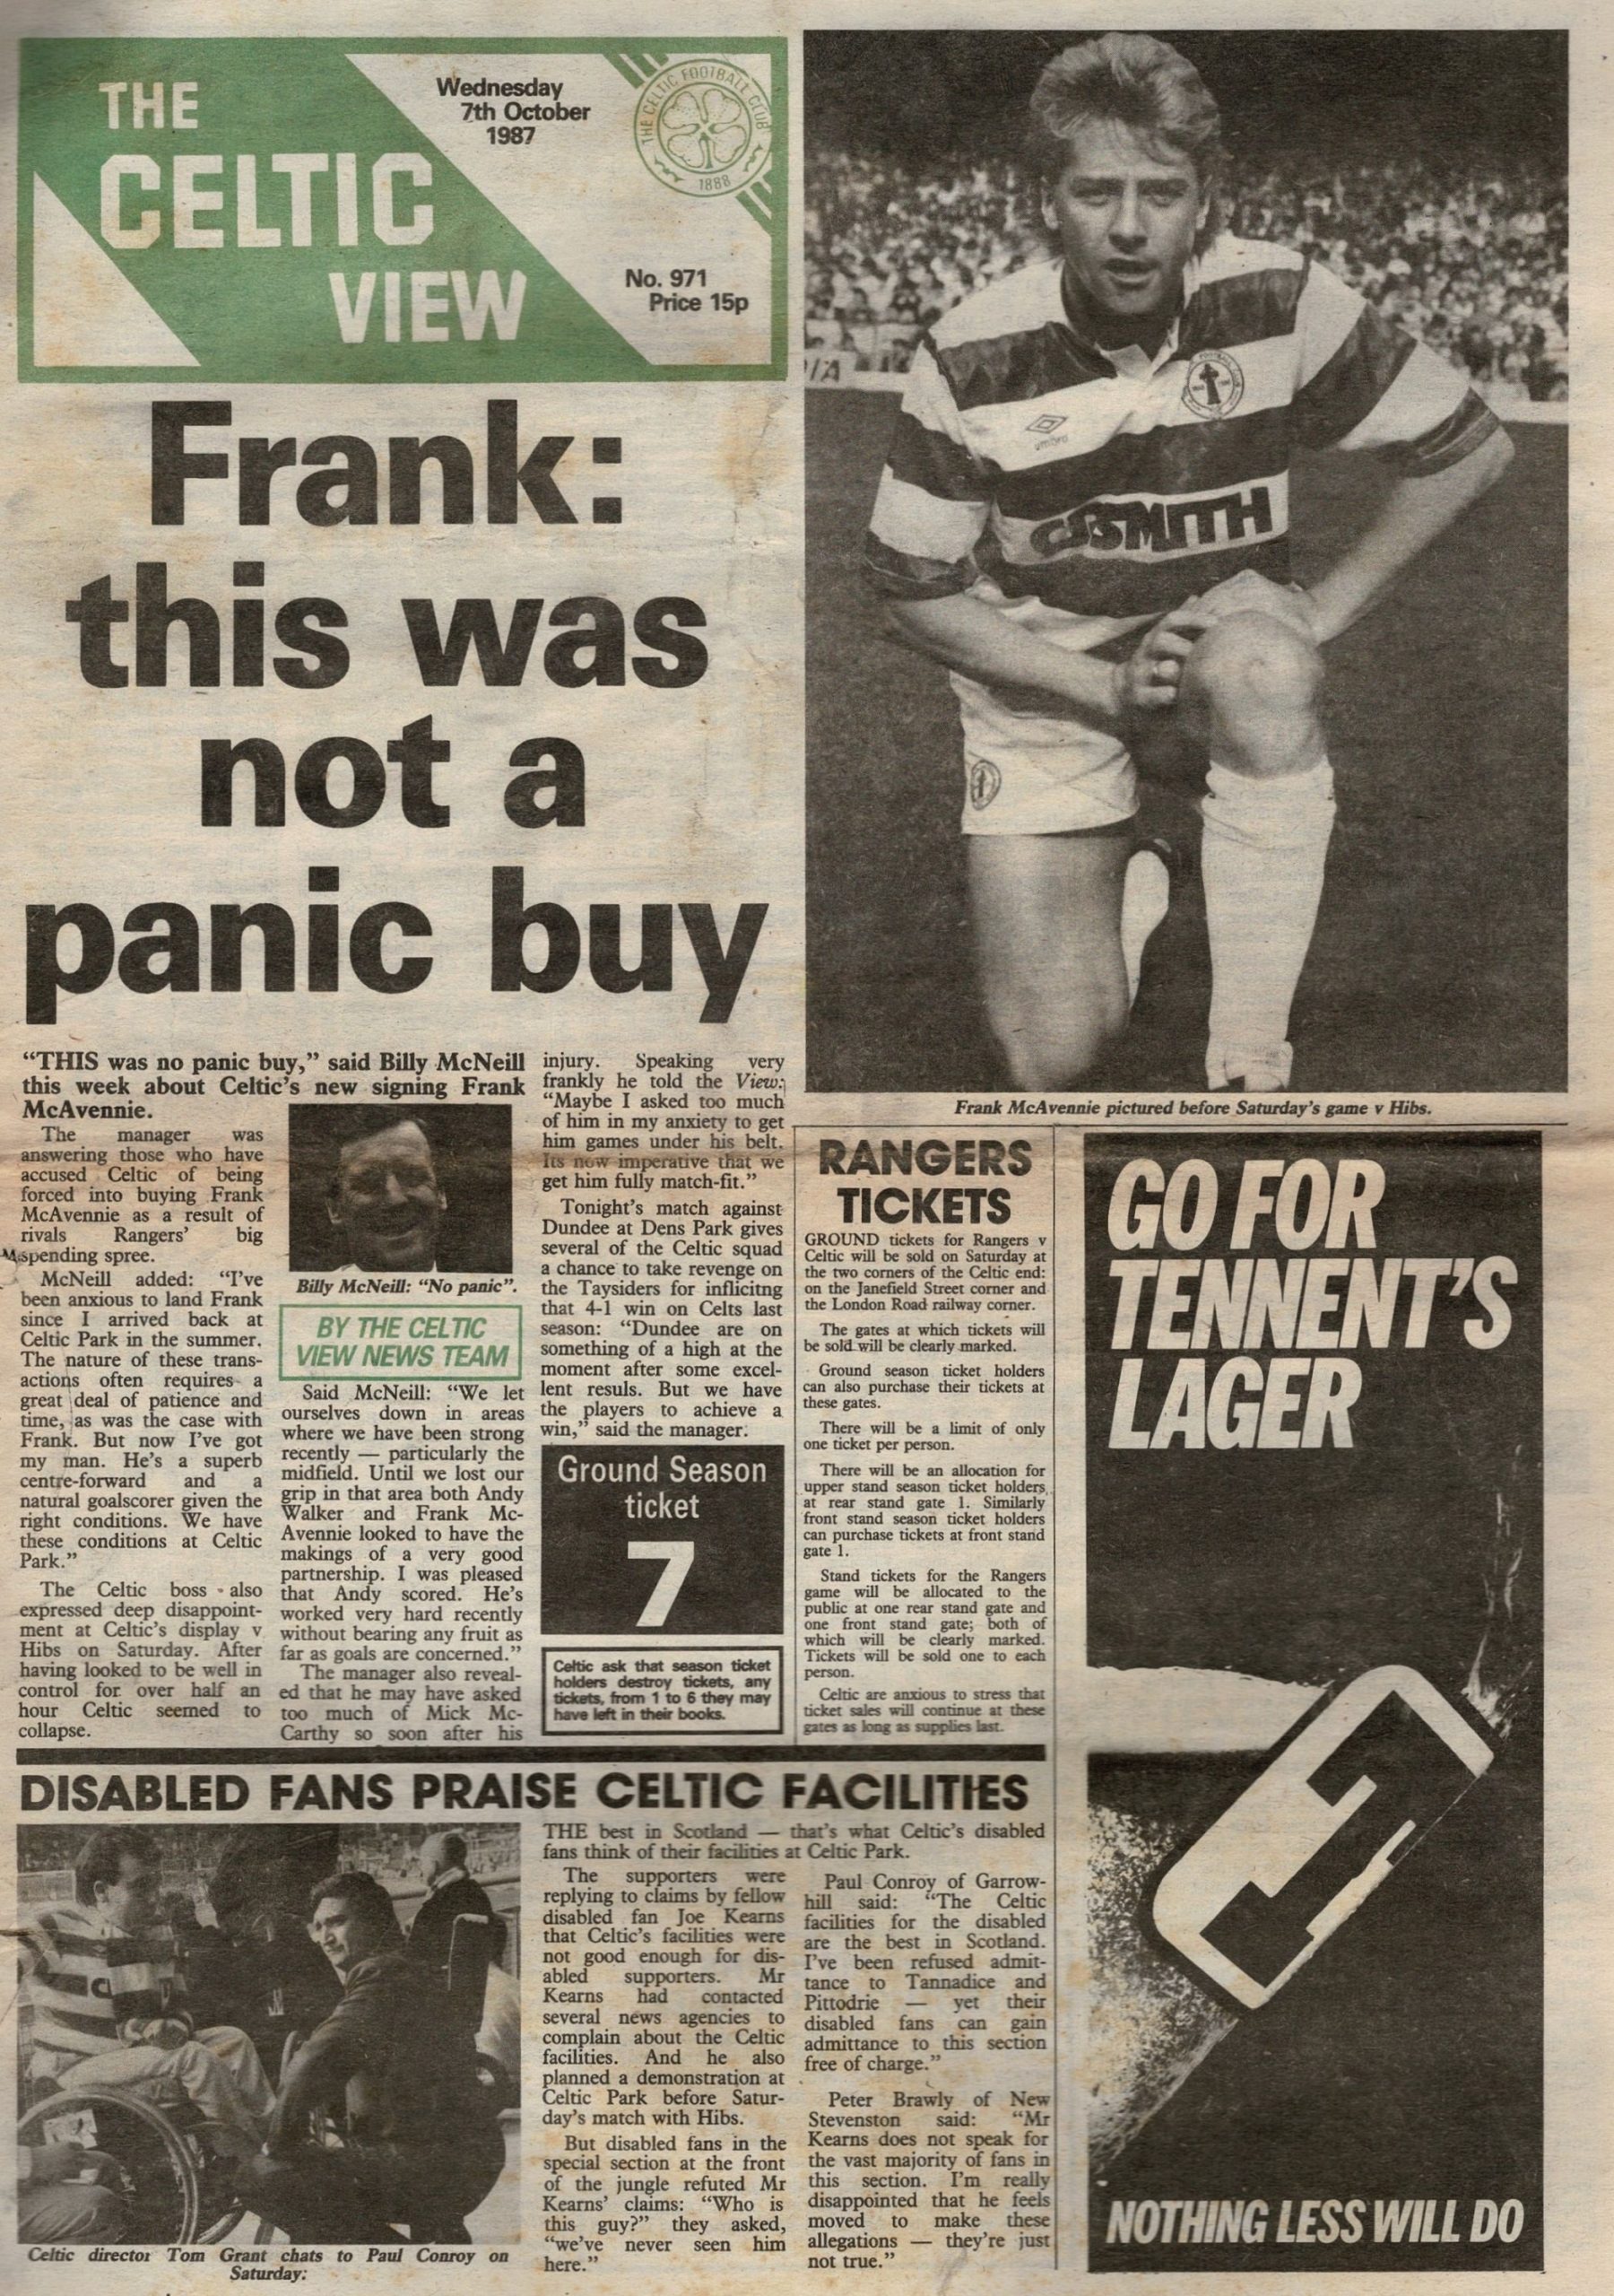 THE
CELTIC
VIEW
Wednesday
7th October
1987
THE CELTIC FOOTBALL CLUB
1888
No. 971
Price 15p
Frank:
this was
not a
panic buy
“THIS was no panic buy,” said Billy McNeill
this week about Celtic’s new signing Frank
McAvennie.
The manager was
answering those who have
accused Celtic of being
forced into buying Frank
McAvennie as a result of
rivals Rangers’ big
spending spree.
McNeill added: “I’ve
been anxious to land Frank
since I arrived back at
Celtic Park in the summer.
The nature of these trans-
actions often requires a
great deal of patience and
time, as was the case with
Frank. But now I’ve got
my man. He’s a superb
centre-forward and a
natural goalscorer given the
right conditions. We have
these conditions at Celtic
Park.”
The Celtic boss also
expressed deep disappoint-
ment at Celtic’s display v
Hibs on Saturday. After
having looked to be well in
control for over half an
hour Celtic seemed to
collapse.
Billy McNeill: “No panic”.
BY THE CELTIC
VIEW NEWS TEAM
Said McNeill: “We let
ourselves down in areas
where we have been strong
recently — particularly the
midfield. Until we lost our
grip in that area both Andy
Walker and Frank Mc-
Avennie looked to have the
makings of a very good
partnership. I was pleased
that Andy scored. He’s
worked very hard recently
without bearing any fruit as
far as goals are concerned.”
The manager also reveal-
ed that he may have asked
too much of Mick Mc-
Carthy so soon after his
injury. Speaking very
frankly he told the View:
“Maybe I asked too much
of him in my anxiety to get
him games under his belt.
Its now imperative that we
get him fully match-fit.”
Tonight’s match against
Dundee at Dens Park gives
several of the Celtic squad
a chance to take revenge on
the Taysiders for inflicitng
that 4-1 win on Celts last
season: “Dundee are on
something of a high at the
moment after some excel-
lent resuls. But we have
the players to achieve a
win,” said the manager.
Ground Season
ticket
7
Celtic ask that season ticket
holders destroy tickets, any
tickets, from 1 to 6 they may
have left in their books.
umbro
CR SMITH
Frank McAvennie pictured before Saturday’s game v Hibs.
RANGERS
TICKETS
GROUND tickets for Rangers v
Celtic will be sold on Saturday at
the two corners of the Celtic end:
on the Janefield Street corner and
the London Road railway corner.
The gates at which tickets will
be sold will be clearly marked.
Ground season ticket holders
can also purchase their tickets at
these gates.
There will be a limit of only
one ticket per person.
There will be an allocation for
upper stand season ticket holders
at rear stand gate 1. Similarly
front stand season ticket holders
can purchase tickets at front stand
gate 1.
Stand tickets for the Rangers
game will be allocated to the
public at one rear stand gate and
one front stand gate; both of
which will be clearly marked.
Tickets will be sold one to each
person.
Celtic are anxious to stress that
ticket sales will continue at these
gates as long as supplies last.
GO FOR
TENNENT’S
LAGER
T
NOTHING LESS WILL DO
DISABLED FANS PRAISE CELTIC FACILITIES
Celtic director Tom Grant chats to Paul Conroy on
Saturday:
THE best in Scotland — that’s what Celtic’s disabled
fans think of their facilities at Celtic Park.
The supporters were
replying to claims by fellow
disabled fan Joe Kearns
that Celtic’s facilities were
not good enough for dis-
abled supporters. Mr
Kearns had contacted
several news agencies to
complain about the Celtic
facilities. And he also
planned a demonstration at
Celtic Park before Satur-
day’s match with Hibs.
But disabled fans in the
special section at the front
of the jungle refuted Mr
Kearns’ claims: “Who is
this guy?” they asked,
“we’ve never seen him
here.”
Paul Conroy of Garrow-
hill said: “The Celtic
facilities for the disabled
are the best in Scotland.
I’ve been refused admit-
tance to Tannadice and
Pittodrie — yet their
disabled fans can gain
admittance to this section
free of charge.”
Peter Brawly of New
Stevenston said: “Mr
Kearns does not speak for
the vast majority of fans in
this section. I’m really
disappointed that he feels
moved to make these
allegations — they’re just
not true.”